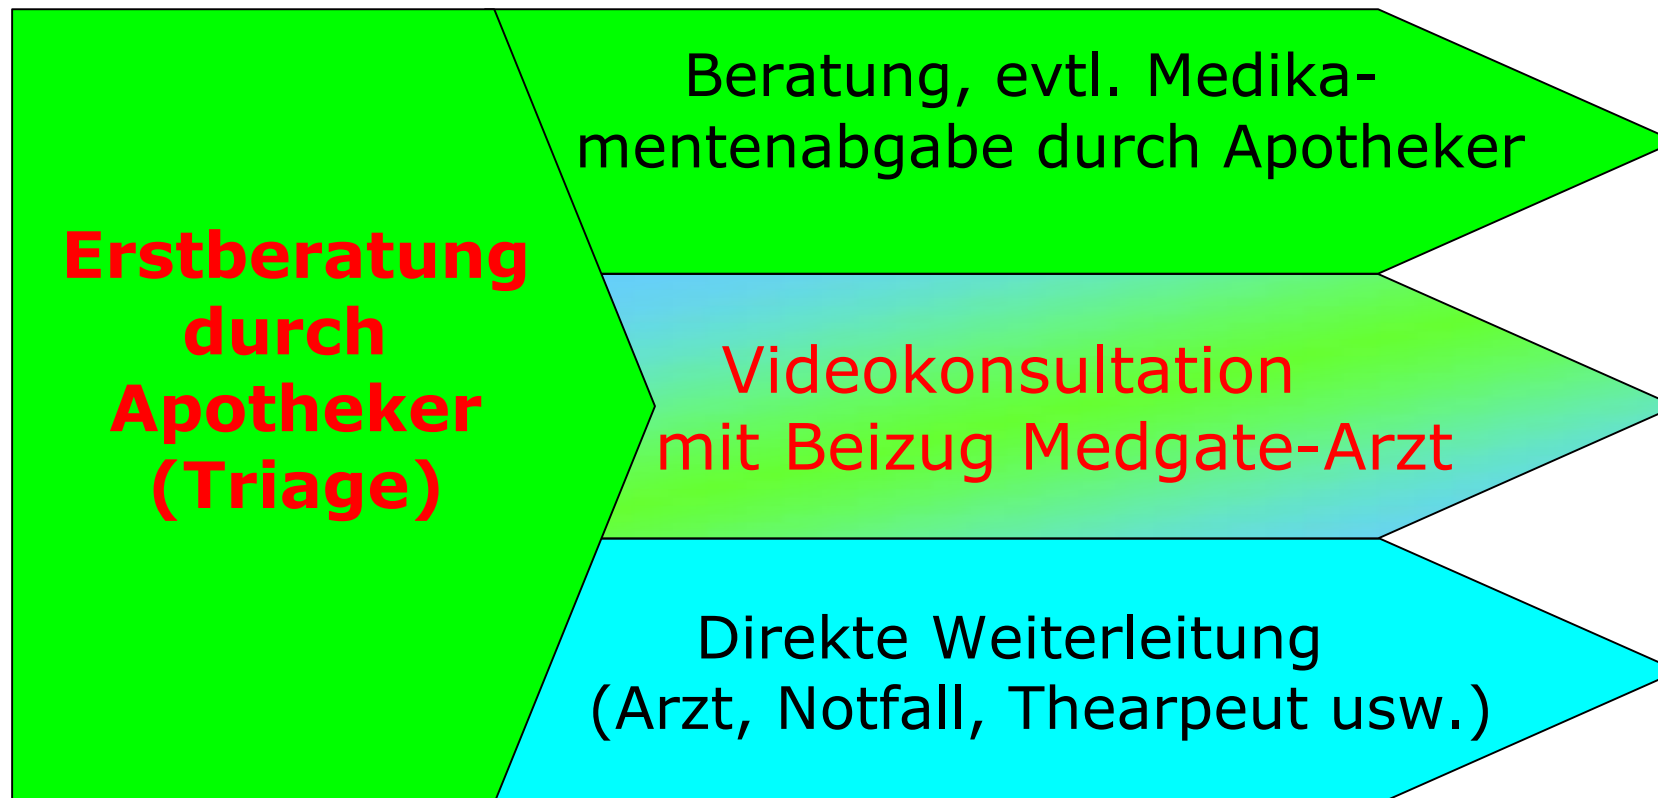 Erstberatung
durch
Apotheker
(Triage)
Beratung, evtl. Medika-
mentenabgabe durch Apotheker
Videokonsultation
mit Beizug Medgate-Arzt
Direkte Weiterleitung
(Arzt, Notfall, Thearpeut usw.)